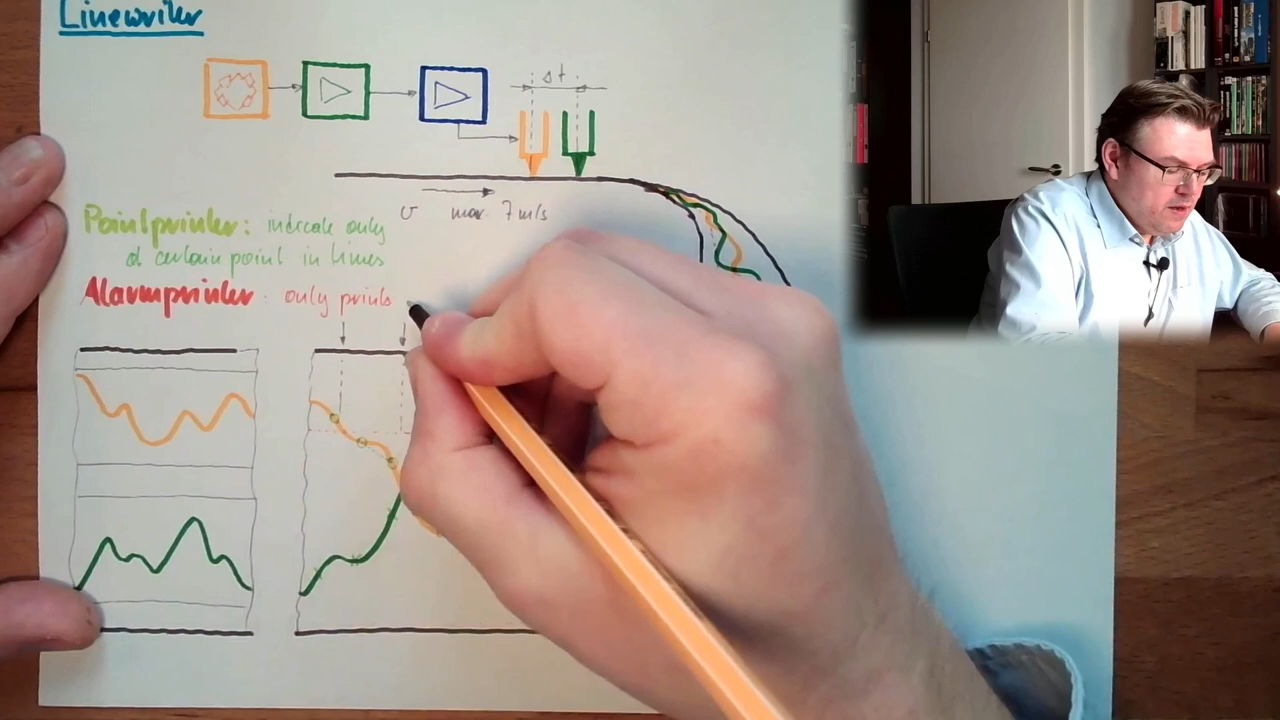 Linewriter
Δt
v max. 7 m/s
Pointprinter: indicate only
at certain point in times
Alarmprinter: only prints